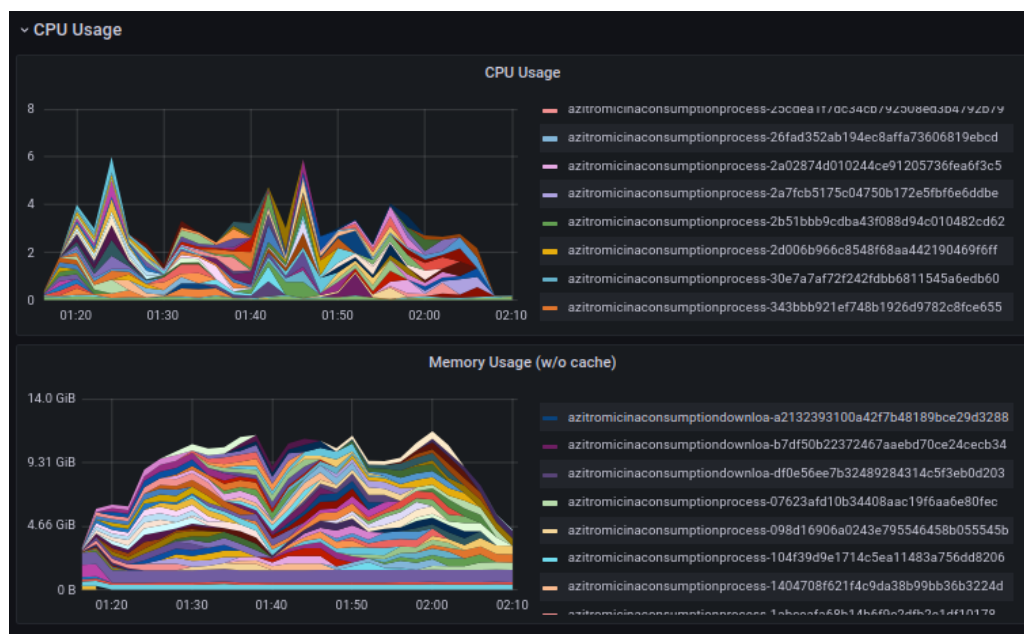 CPU Usage
CPU Usage
8
6
4
2
0
01:20 01:30 01:40 01:50 02:00 02:10
azitromicinaconsumptionprocess-25cdea1f7dc34cb792508ed3b4792b79
azitromicinaconsumptionprocess-26fad352ab194ec8affa73606819ebcd
azitromicinaconsumptionprocess-2a02874d010244ce91205736fea6f3c5
azitromicinaconsumptionprocess-2a7fcb5175c04750b172e5fbf6e6ddbe
azitromicinaconsumptionprocess-2b51bbb9cdba43f088d94c010482cd62
azitromicinaconsumptionprocess-2d006b966c8548f68aa442190469f6ff
azitromicinaconsumptionprocess-30e7a7af72f242fdbb6811545a6edb60
azitromicinaconsumptionprocess-343bbb921ef748b1926d9782c8fce655
Memory Usage (w/o cache)
14.0 GiB
9.31 GiB
4.66 GiB
0 B
01:20 01:30 01:40 01:50 02:00 02:10
azitromicinaconsumptiondownloa-a2132393100a42f7b48189bce29d3288
azitromicinaconsumptiondownloa-b7df50b22372467aaebd70ce24cecb34
azitromicinaconsumptiondownloa-df0e56ee7b32489284314c5f3eb0d203
azitromicinaconsumptionprocess-07623afd10b34408aac19f6aa6e80fec
azitromicinaconsumptionprocess-098d16906a0243e795546458b055545b
azitromicinaconsumptionprocess-104f39d9e1714c5ea11483a756dd8206
azitromicinaconsumptionprocess-1404708f621f4c9da38b99bb36b3224d